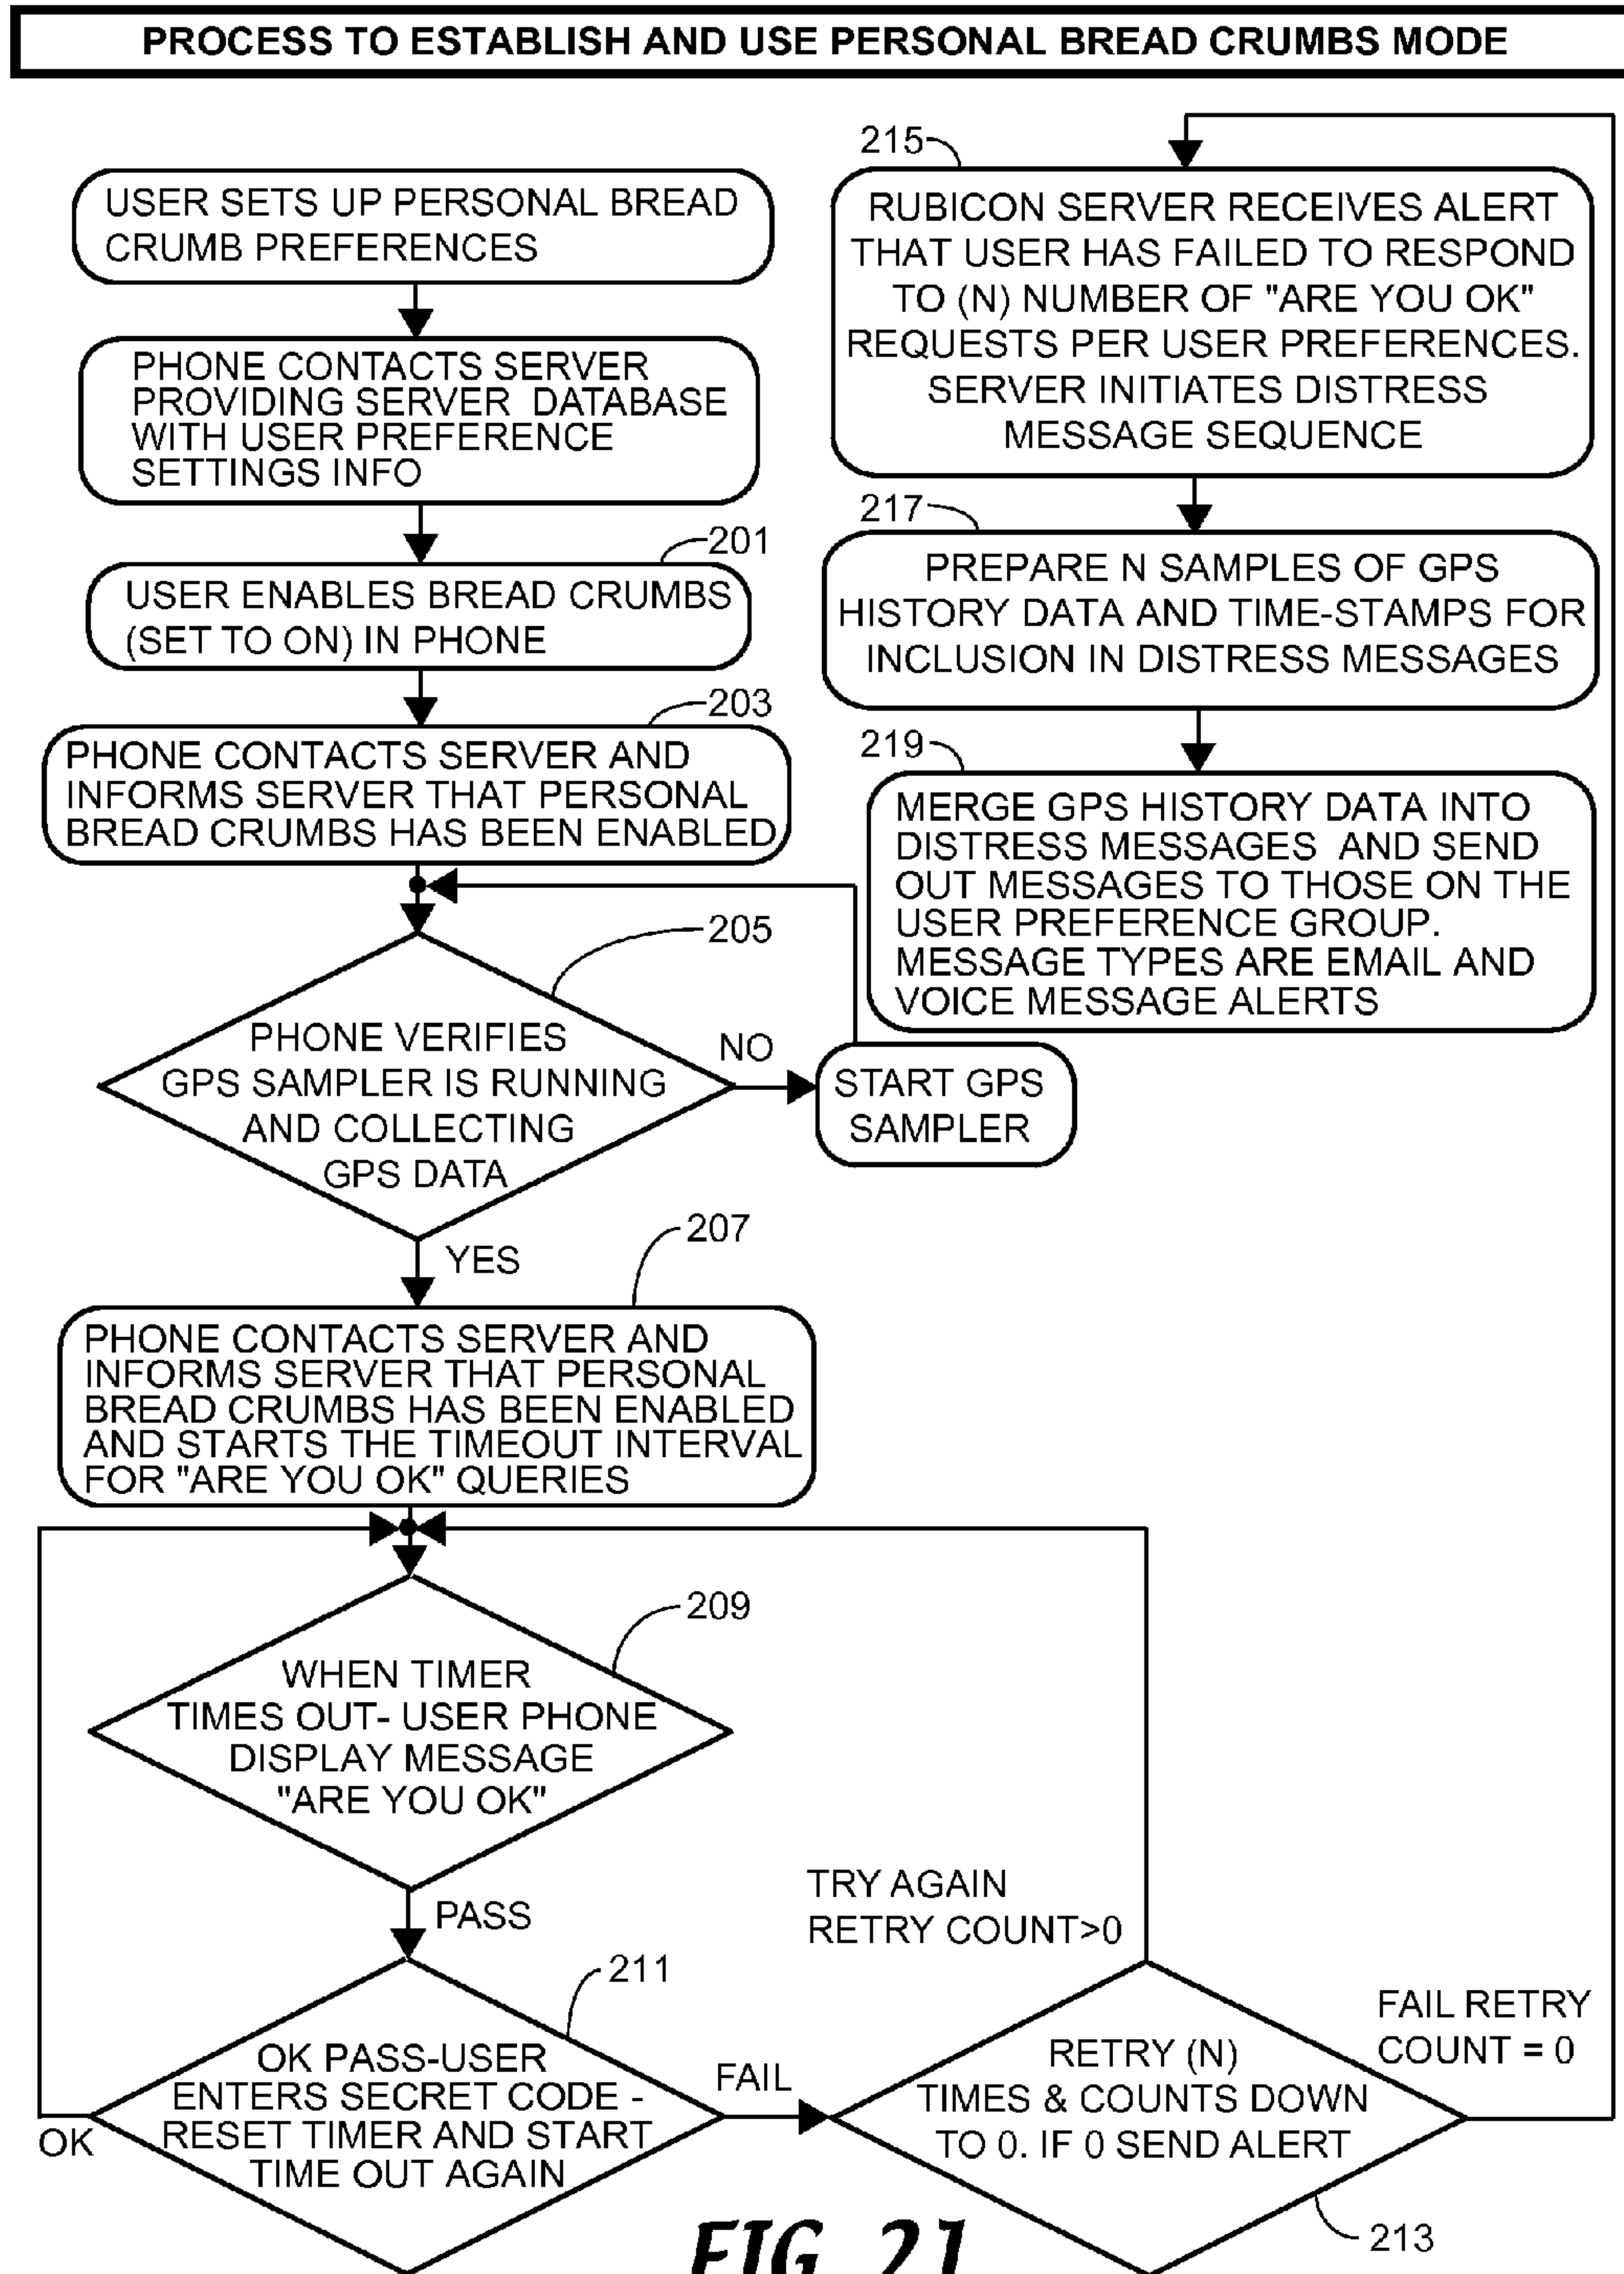 PROCESS TO ESTABLISH AND USE PERSONAL BREAD CRUMBS MODE
USER SETS UP PERSONAL BREAD
CRUMB PREFERENCES
PHONE CONTACTS SERVER
PROVIDING SERVER DATABASE
WITH USER PREFERENCE
SETTINGS INFO
201
USER ENABLES BREAD CRUMBS
(SET TO ON) IN PHONE
203
PHONE CONTACTS SERVER AND
INFORMS SERVER THAT PERSONAL
BREAD CRUMBS HAS BEEN ENABLED
205
PHONE VERIFIES
GPS SAMPLER IS RUNNING
AND COLLECTING
GPS DATA
NO
START GPS
SAMPLER
YES
207
PHONE CONTACTS SERVER AND
INFORMS SERVER THAT PERSONAL
BREAD CRUMBS HAS BEEN ENABLED
AND STARTS THE TIMEOUT INTERVAL
FOR "ARE YOU OK" QUERIES
209
WHEN TIMER
TIMES OUT- USER PHONE
DISPLAY MESSAGE
"ARE YOU OK"
PASS
211
OK PASS-USER
ENTERS SECRET CODE -
RESET TIMER AND START
TIME OUT AGAIN
OK
FAIL
TRY AGAIN
RETRY COUNT>0
RETRY (N)
TIMES & COUNTS DOWN
TO 0. IF 0 SEND ALERT
213
FAIL RETRY
COUNT = 0
215
RUBICON SERVER RECEIVES ALERT
THAT USER HAS FAILED TO RESPOND
TO (N) NUMBER OF "ARE YOU OK"
REQUESTS PER USER PREFERENCES.
SERVER INITIATES DISTRESS
MESSAGE SEQUENCE
217
PREPARE N SAMPLES OF GPS
HISTORY DATA AND TIME-STAMPS FOR
INCLUSION IN DISTRESS MESSAGES
219
MERGE GPS HISTORY DATA INTO
DISTRESS MESSAGES AND SEND
OUT MESSAGES TO THOSE ON THE
USER PREFERENCE GROUP.
MESSAGE TYPES ARE EMAIL AND
VOICE MESSAGE ALERTS
FIG. 21